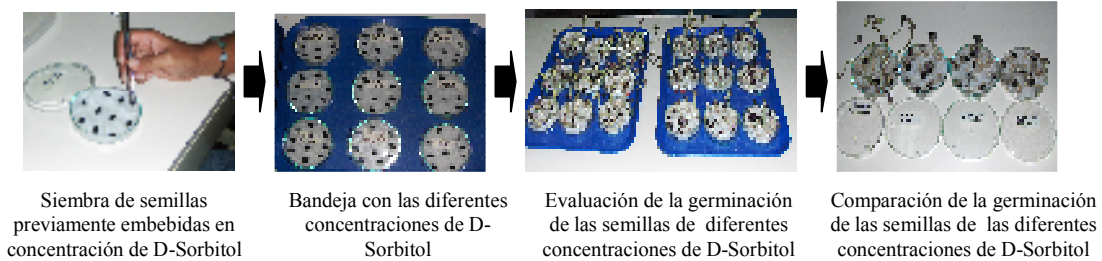 Siembra de semillas
previamente embebidas en
concentración de D-Sorbitol
Bandeja con las diferentes
concentraciones de D-
Sorbitol
Evaluación de la germinación
de las semillas de  diferentes
concentraciones de D-Sorbitol
Comparación de la germinación
de las semillas de  las diferentes
concentraciones de D-Sorbitol